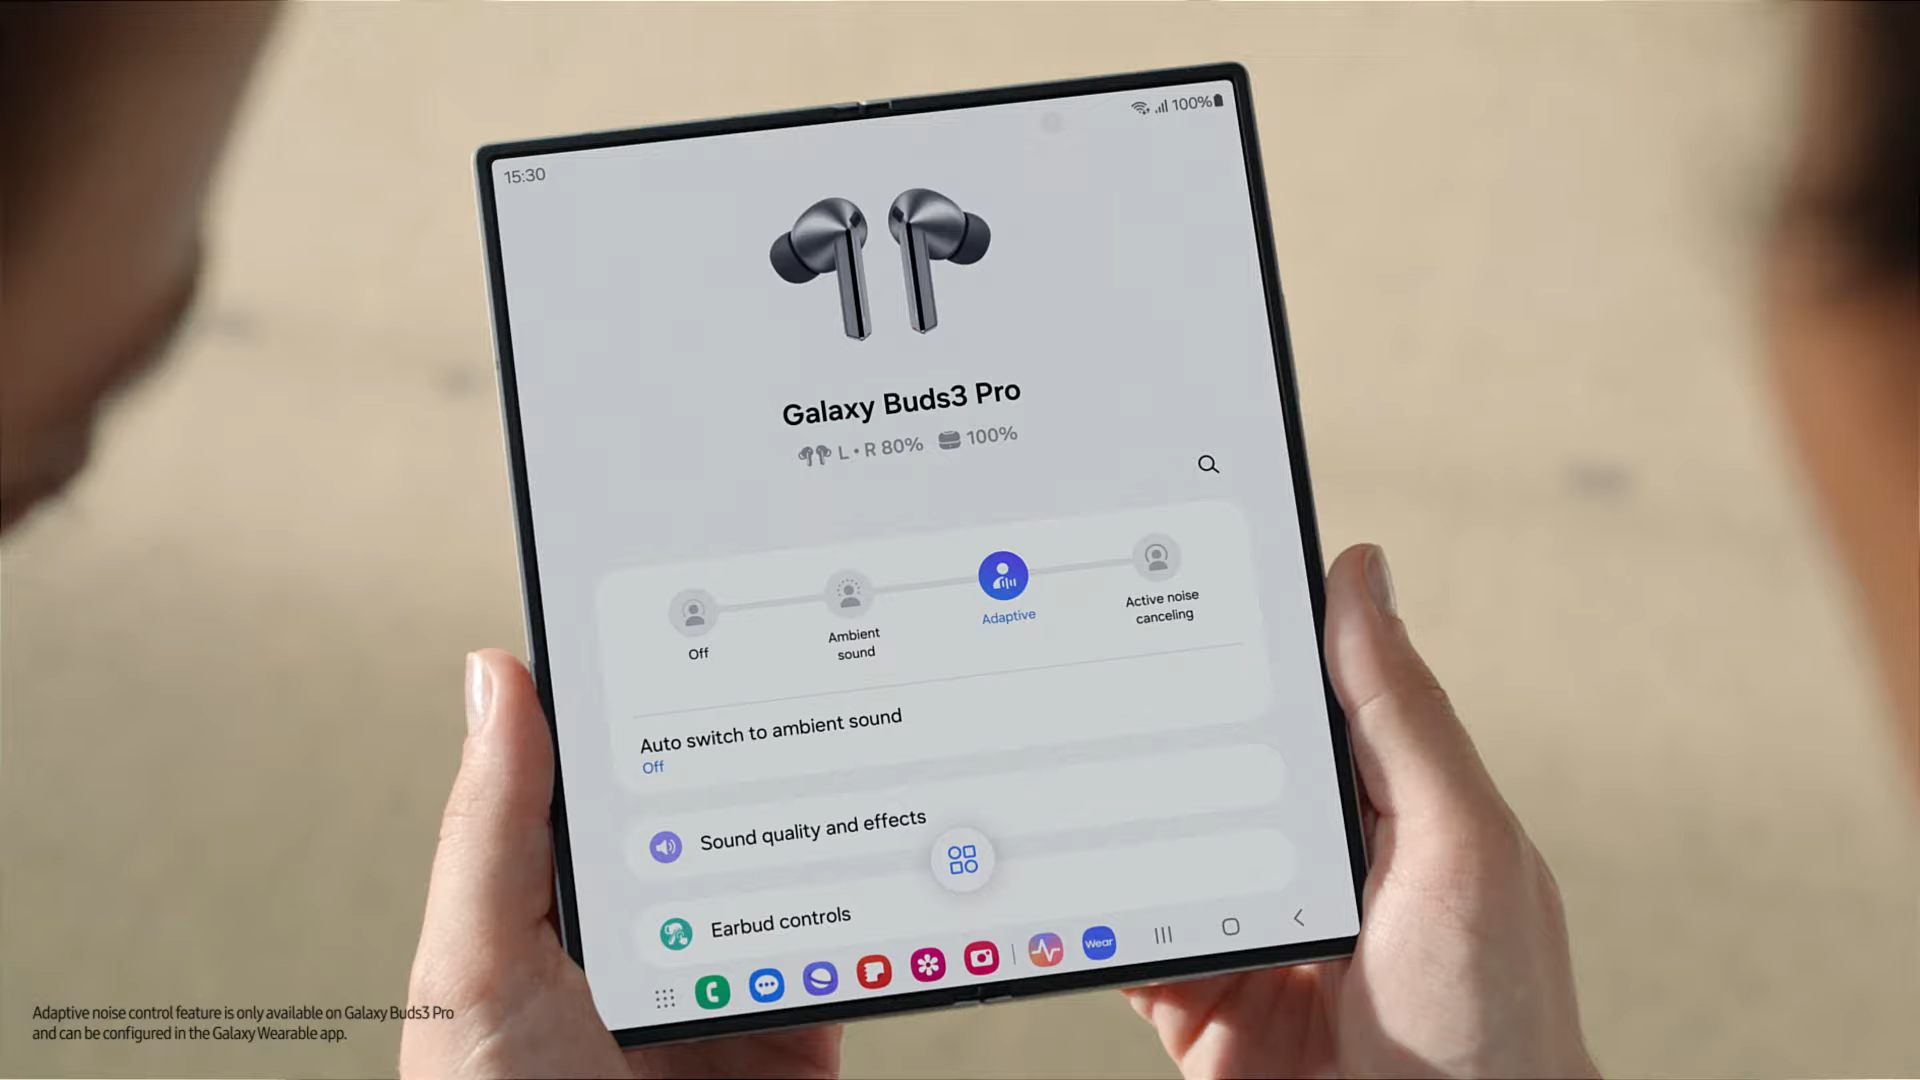 15:30
100%
Galaxy Buds3 Pro
L • R 80% 100%
Off
Ambient
sound
Adaptive
Active noise
canceling
Auto switch to ambient sound
Off
Sound quality and effects
Earbud controls
Wear
Adaptive noise control feature is only available on Galaxy Buds3 Pro
and can be configured in the Galaxy Wearable app.